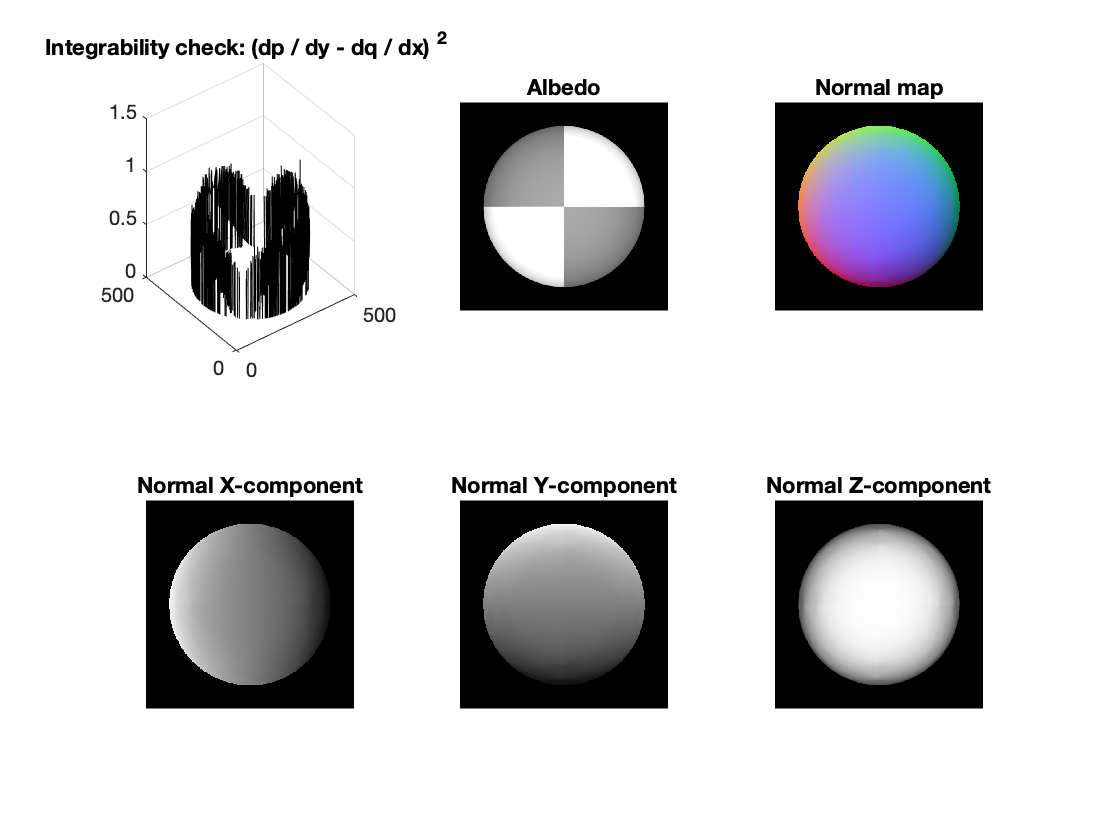 Integrability check: (dp / dy - dq / dx) ²
1.5
1
0.5
0
500
0
0
500
Albedo
Normal map
Normal X-component
Normal Y-component
Normal Z-component